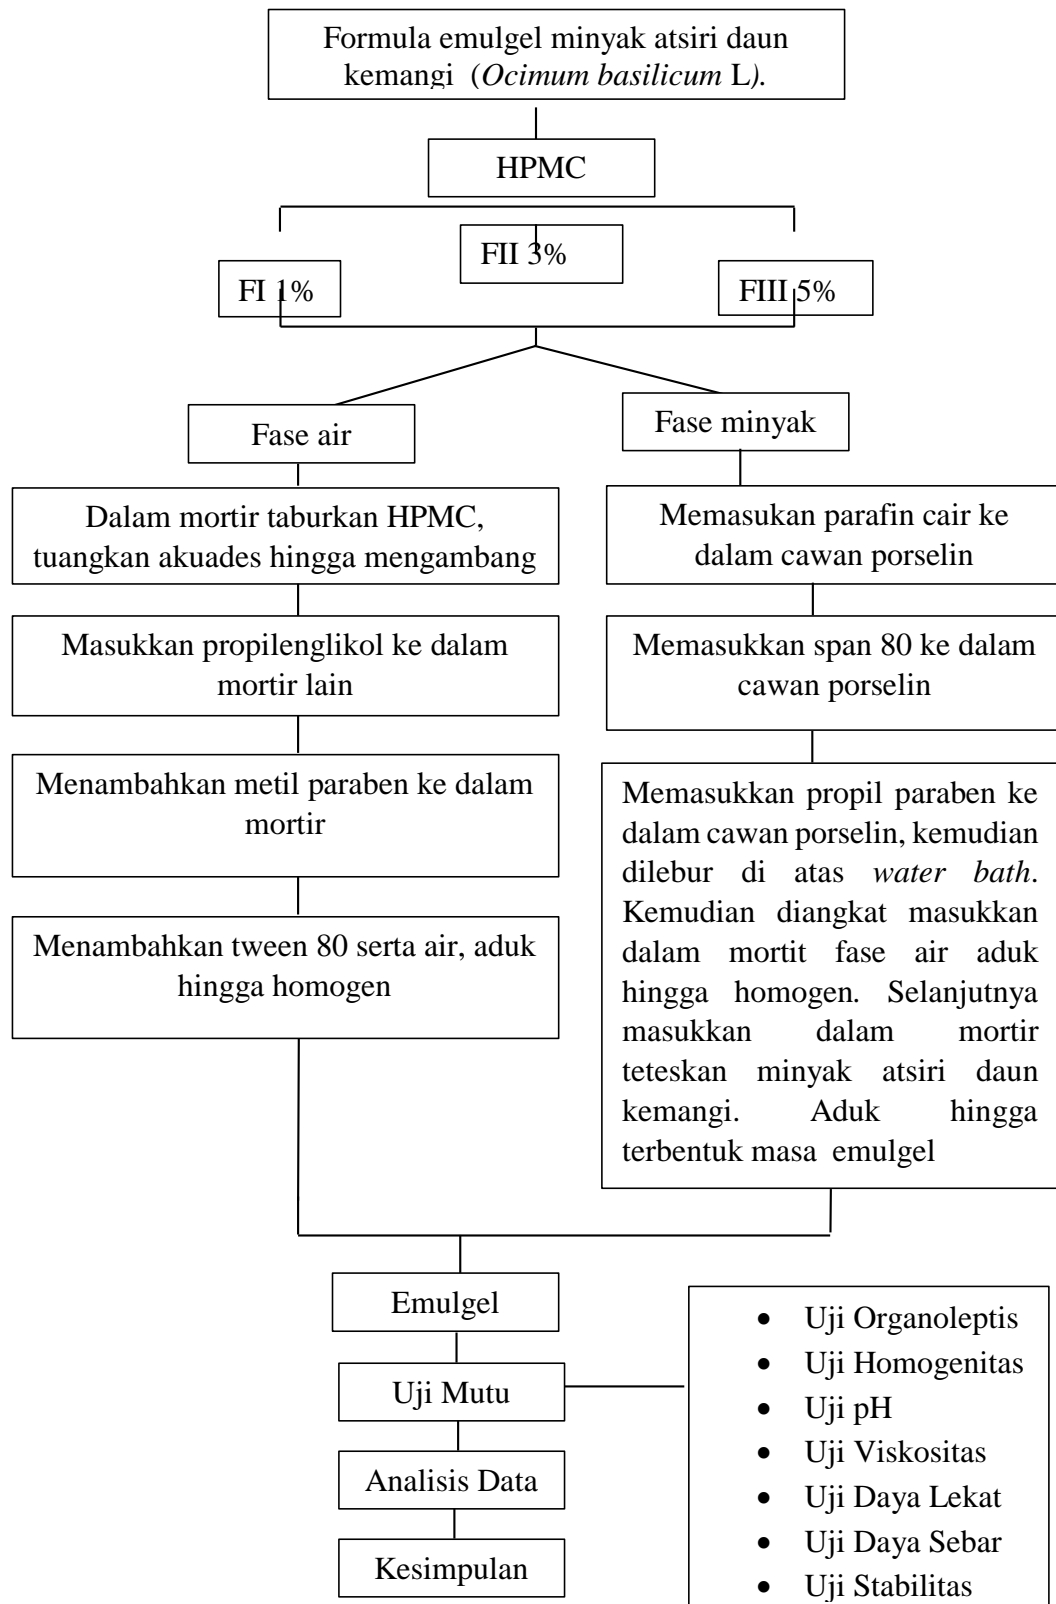 Formula emulgel minyak atsiri daun
kemangi (Ocimum basilicum L).
HPMC
FI 1%
FII 3%
FIII 5%
Fase air
Dalam mortir taburkan HPMC,
tuangkan akuades hingga mengambang
Masukkan propilenglikol ke dalam
mortir lain
Menambahkan metil paraben ke dalam
mortir
Menambahkan tween 80 serta air, aduk
hingga homogen
Fase minyak
Memasukan parafin cair ke
dalam cawan porselin
Memasukkan span 80 ke dalam
cawan porselin
Memasukkan propil paraben ke
dalam cawan porselin, kemudian
dilebur di atas water bath.
Kemudian diangkat masukkan
dalam mortit fase air aduk
hingga homogen. Selanjutnya
masukkan dalam mortir
teteskan minyak atsiri daun
kemangi. Aduk hingga
terbentuk masa emulgel
Emulgel
Uji Mutu
• Uji Organoleptis
• Uji Homogenitas
• Uji pH
• Uji Viskositas
• Uji Daya Lekat
• Uji Daya Sebar
• Uji Stabilitas
Analisis Data
Kesimpulan